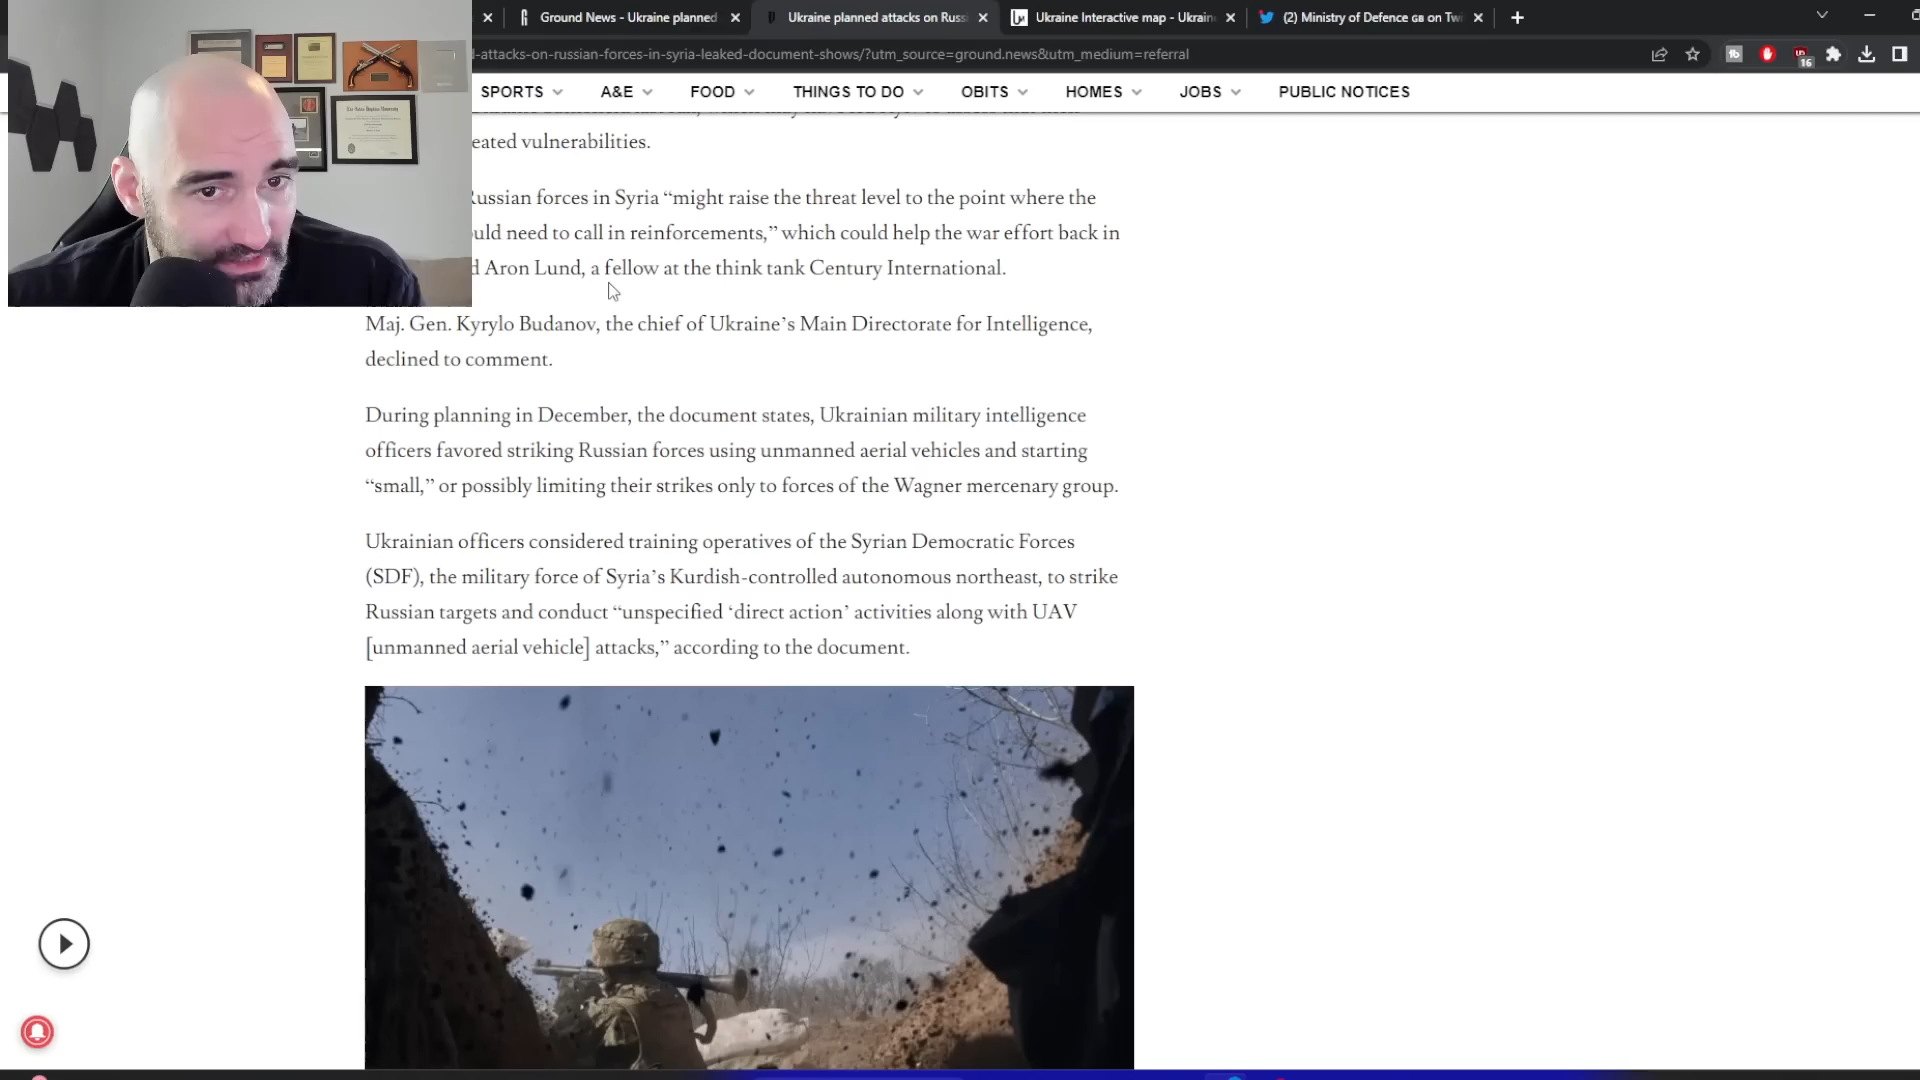 Ground News - Ukraine planned
Ukraine planned attacks on Russi
Ukraine Interactive map - Ukrain
(2) Ministry of Defence GB on Twi
d-attacks-on-russian-forces-in-syria-leaked-document-shows/?utm_source=ground.news&utm_medium=referral
16
SPORTS
A&E
FOOD
THINGS TO DO
OBITS
HOMES
JOBS
PUBLIC NOTICES
eated vulnerabilities.
Russian forces in Syria “might raise the threat level to the point where the
uld need to call in reinforcements,” which could help the war effort back in
d Aron Lund, a fellow at the think tank Century International.
Maj. Gen. Kyrylo Budanov, the chief of Ukraine’s Main Directorate for Intelligence,
declined to comment.
During planning in December, the document states, Ukrainian military intelligence
officers favored striking Russian forces using unmanned aerial vehicles and starting
“small,” or possibly limiting their strikes only to forces of the Wagner mercenary group.
Ukrainian officers considered training operatives of the Syrian Democratic Forces
(SDF), the military force of Syria’s Kurdish-controlled autonomous northeast, to strike
Russian targets and conduct “unspecified ‘direct action’ activities along with UAV
[unmanned aerial vehicle] attacks,” according to the document.